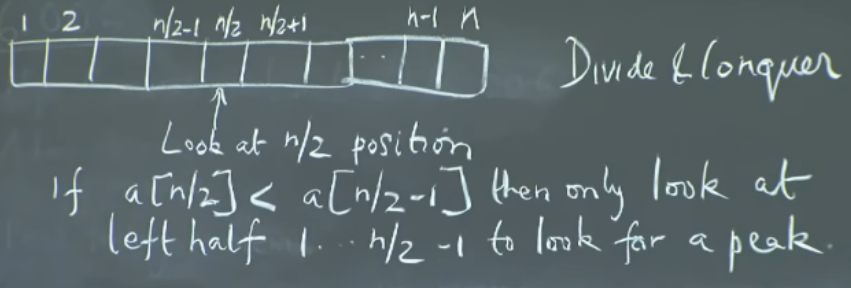 1 2 n/2-1 n/2 n/2+1 n-1 n
Divide & Conquer
Look at n/2 position
If a[n/2] < a[n/2-1] then only look at
left half 1 ... n/2 -1 to look for a peak.